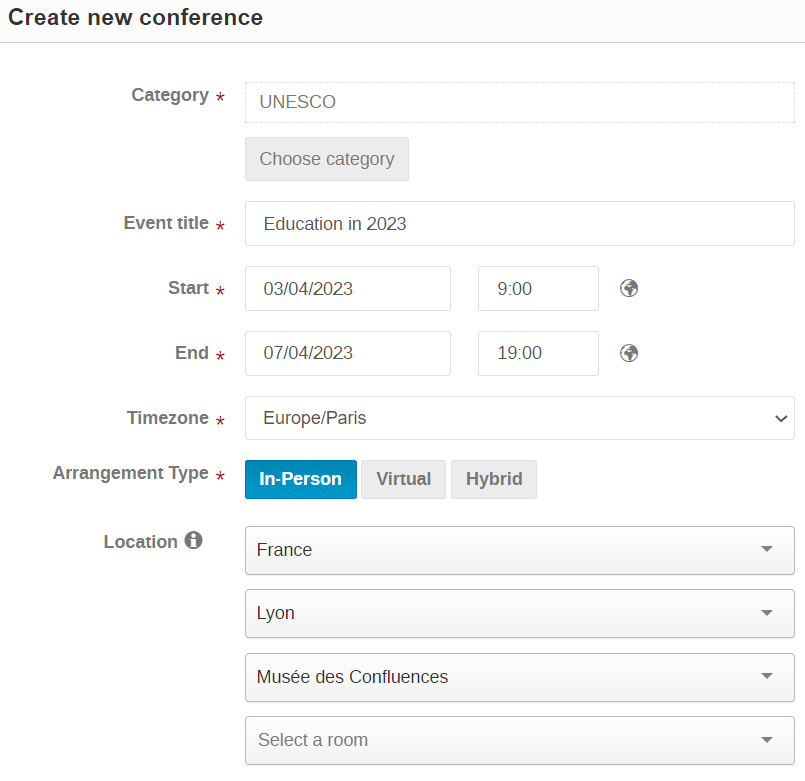 Create new conference
Category *
UNESCO
Choose category
Event title *
Education in 2023
Start *
03/04/2023
9:00
End *
07/04/2023
19:00
Timezone *
Europe/Paris
Arrangement Type *
In-Person
Virtual
Hybrid
Location
France
Lyon
Musée des Confluences
Select a room